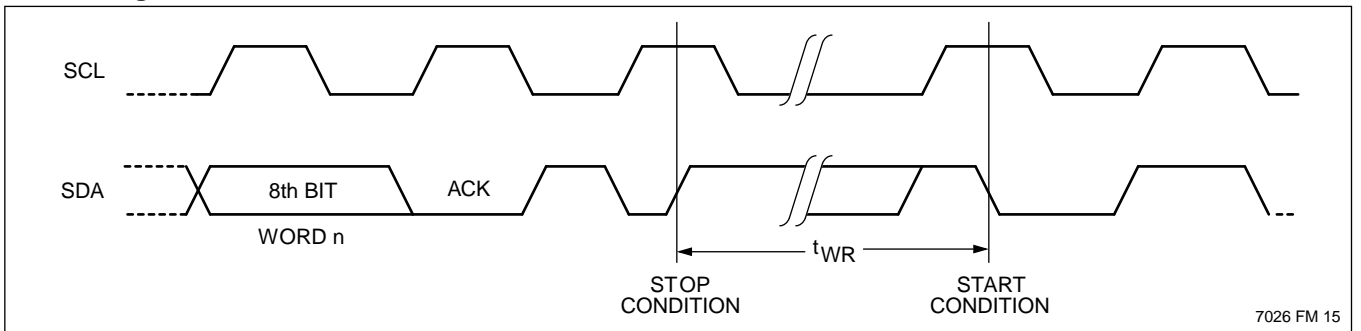 SCL
SDA
8th BIT
ACK
WORD n
tWR
STOP
CONDITION
START
CONDITION
7026 FM 15